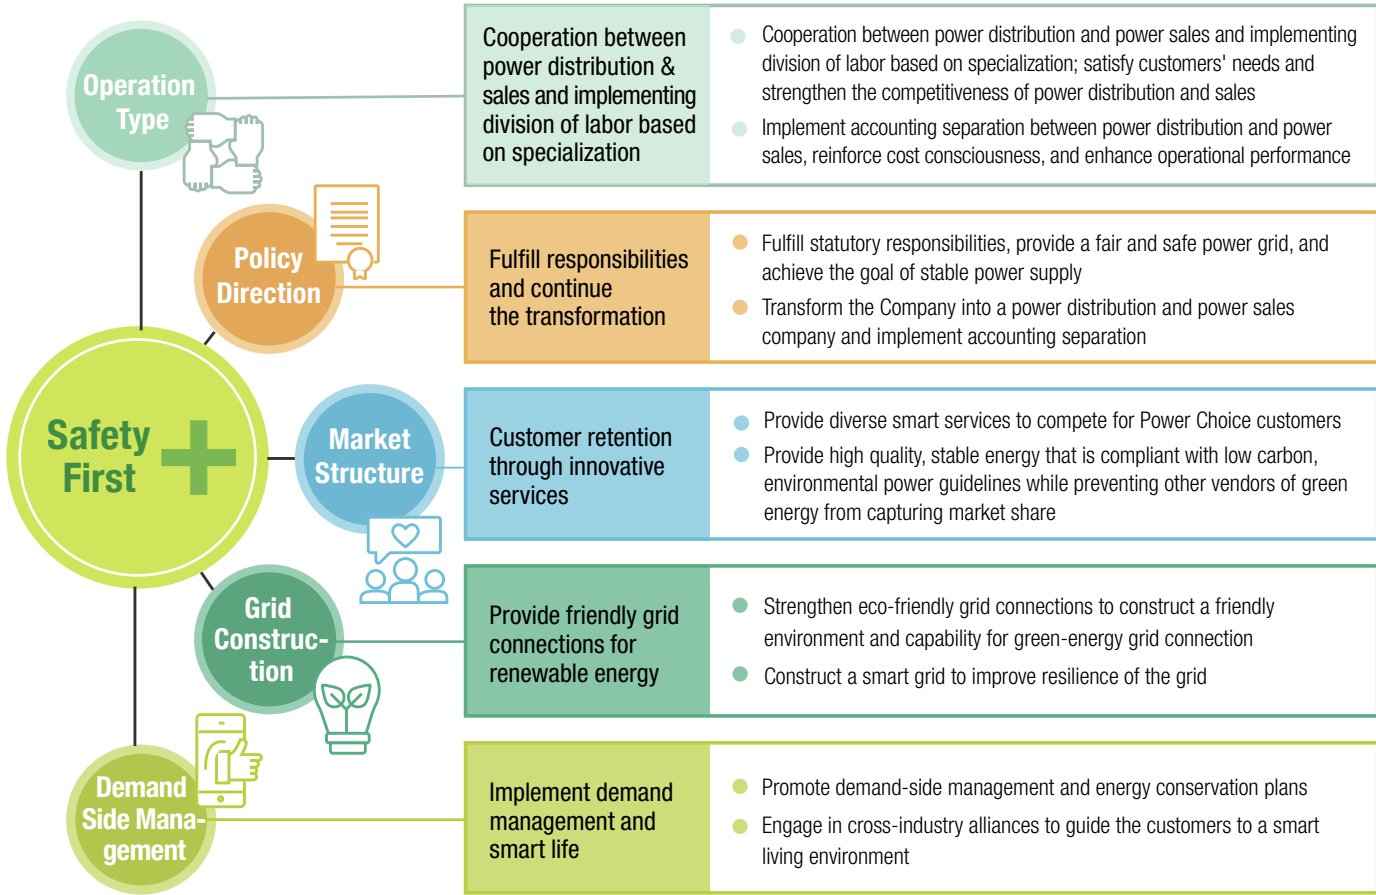 Operation
Type
Cooperation between
power distribution &
sales and implementing
division of labor based
on specialization
Cooperation between power distribution and power sales and implementing
division of labor based on specialization; satisfy customers' needs and
strengthen the competitiveness of power distribution and sales
Implement accounting separation between power distribution and power
sales, reinforce cost consciousness, and enhance operational performance
Policy
Direction
Fulfill responsibilities
and continue
the transformation
Fulfill statutory responsibilities, provide a fair and safe power grid, and
achieve the goal of stable power supply
Transform the Company into a power distribution and power sales
company and implement accounting separation
Safety
First
Market
Structure
Customer retention
through innovative
services
Provide diverse smart services to compete for Power Choice customers
Provide high quality, stable energy that is compliant with low carbon,
environmental power guidelines while preventing other vendors of green
energy from capturing market share
Grid
Construc-
tion
Provide friendly grid
connections for
renewable energy
Strengthen eco-friendly grid connections to construct a friendly
environment and capability for green-energy grid connection
Construct a smart grid to improve resilience of the grid
Demand
Side Mana-
gement
Implement demand
management and
smart life
Promote demand-side management and energy conservation plans
Engage in cross-industry alliances to guide the customers to a smart
living environment